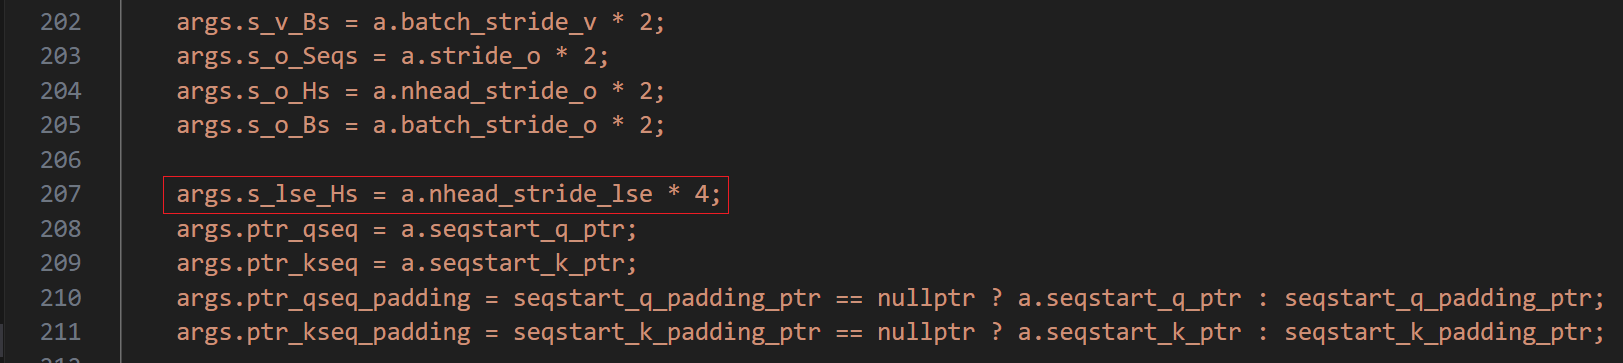 202 args.s_v_Bs = a.batch_stride_v * 2;
203 args.s_o_Seqs = a.stride_o * 2;
204 args.s_o_Hs = a.nhead_stride_o * 2;
205 args.s_o_Bs = a.batch_stride_o * 2;
206
207 args.s_lse_Hs = a.nhead_stride_lse * 4;
208 args.ptr_qseq = a.seqstart_q_ptr;
209 args.ptr_kseq = a.seqstart_k_ptr;
210 args.ptr_qseq_padding = seqstart_q_padding_ptr == nullptr ? a.seqstart_q_ptr : seqstart_q_padding_ptr;
211 args.ptr_kseq_padding = seqstart_k_padding_ptr == nullptr ? a.seqstart_k_ptr : seqstart_k_padding_ptr;